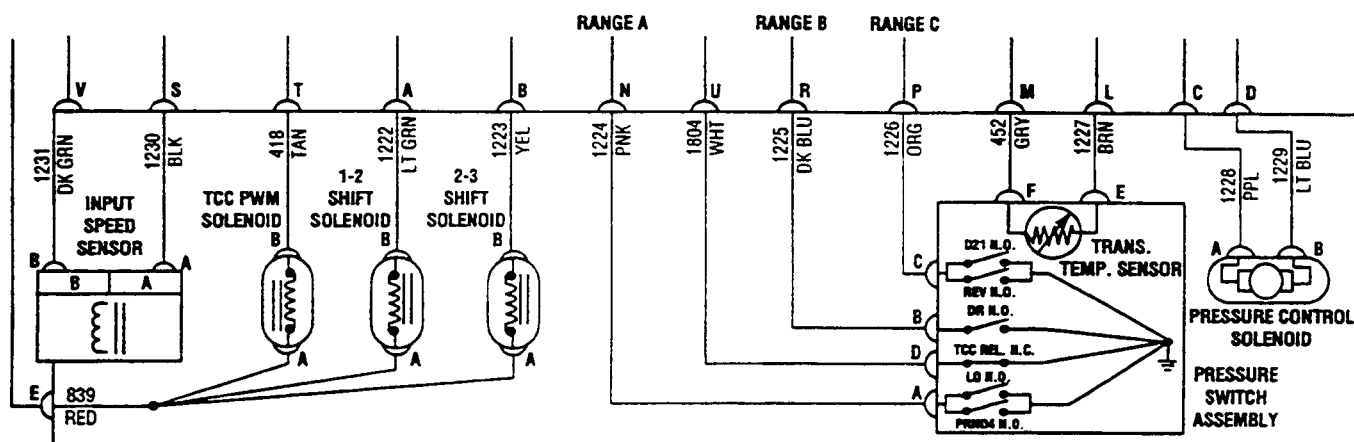 RANGE A
RANGE B
RANGE C
V
S
T
A
B
N
U
R
P
M
L
C
D
1231
DK GRN
1230
BLK
418
TAN
1222
LT GRN
1223
YEL
1224
PNK
1804
WHT
1225
DK BLU
1226
ORG
452
GRY
1227
BRN
1228
PPL
1229
LT BLU
INPUT
SPEED
SENSOR
TCC PWM
SOLENOID
1-2
SHIFT
SOLENOID
2-3
SHIFT
SOLENOID
B
B
B
F
E
B
A
B
A
TRANS.
TEMP. SENSOR
C
D21 N.O.
REV N.O.
B
DR N.O.
D
TCC REL. N.C.
A
LO N.O.
PRND4 N.O.
A
B
PRESSURE CONTROL
SOLENOID
A
A
A
PRESSURE
SWITCH
ASSEMBLY
E
839
RED